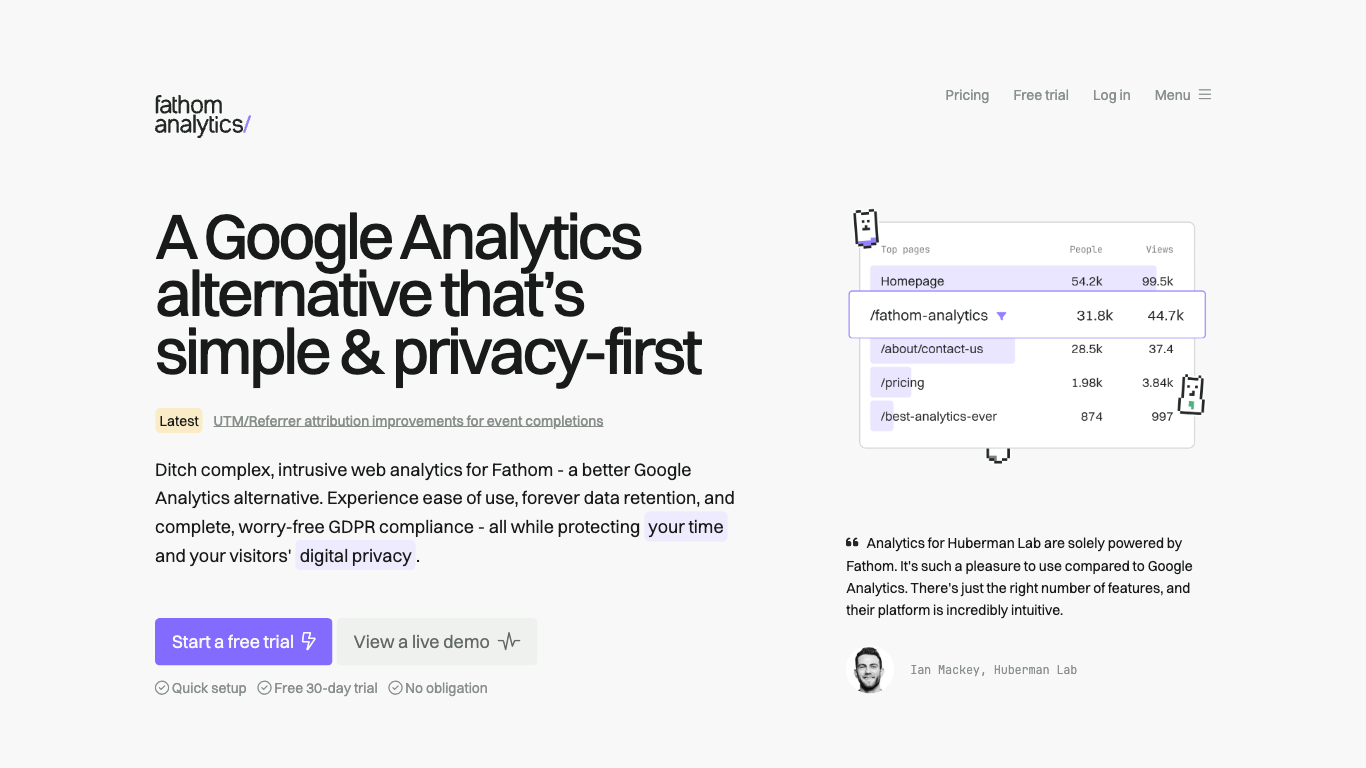 fathom
analytics/
Pricing
Free trial
Log in
Menu
A Google Analytics
alternative that’s
simple & privacy-first
Latest
UTM/Referrer attribution improvements for event completions
Ditch complex, intrusive web analytics for Fathom - a better Google
Analytics alternative. Experience ease of use, forever data retention, and
complete, worry-free GDPR compliance - all while protecting your time
and your visitors' digital privacy.
Start a free trial
View a live demo
Quick setup
Free 30-day trial
No obligation
Top pages People Views
Homepage 54.2k 99.5k
/fathom-analytics 31.8k 44.7k
/about/contact-us 28.5k 37.4
/pricing 1.98k 3.84k
/best-analytics-ever 874 997
❝ Analytics for Huberman Lab are solely powered by
Fathom. It's such a pleasure to use compared to Google
Analytics. There's just the right number of features, and
their platform is incredibly intuitive.
Ian Mackey, Huberman Lab